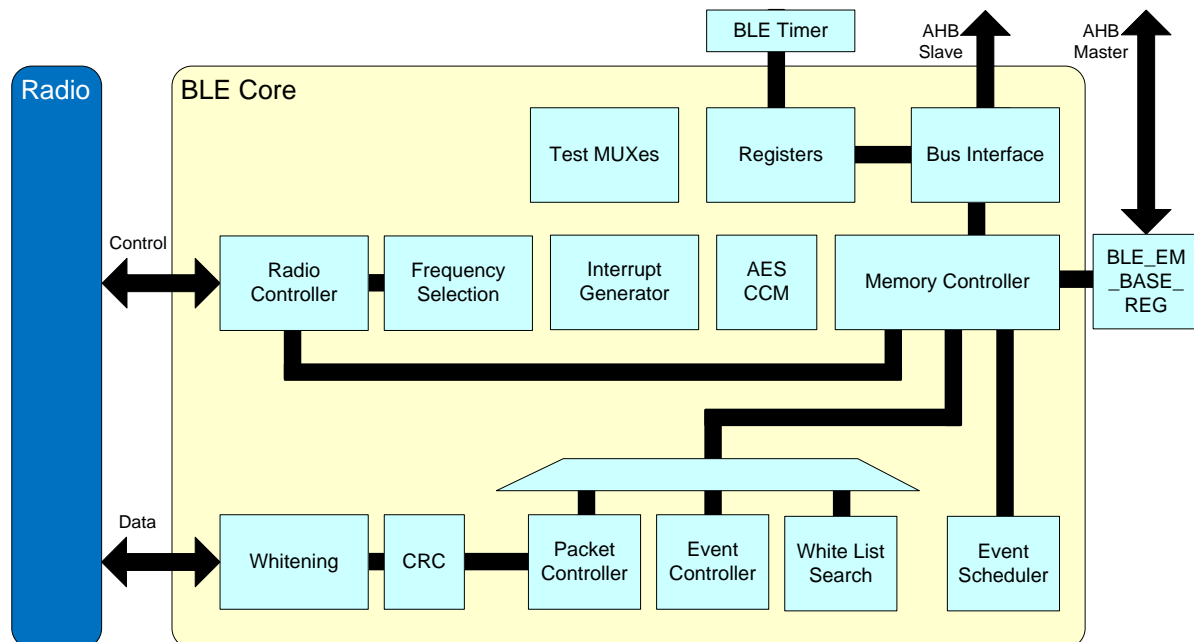 BLE Timer
AHB
Slave
AHB
Master
Radio
BLE Core
Test MUXes
Registers
Bus Interface
Control
Radio
Controller
Frequency
Selection
Interrupt
Generator
AES
CCM
Memory Controller
BLE_EM
_BASE_
REG
Data
Whitening
CRC
Packet
Controller
Event
Controller
White List
Search
Event
Scheduler